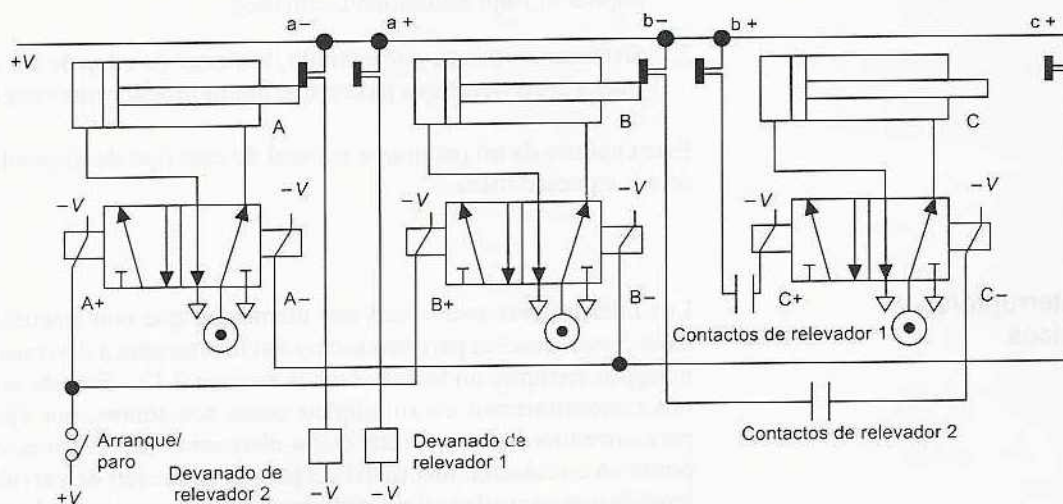 a– a+ b– b+ c+
+V
A B C
–V –V –V –V –V –V
A+ A– B+ B– C+ C–
Contactos de relevador 1
Arranque/
paro
Devanado de
relevador 2
Devanado de
relevador 1
Contactos de relevador 2
+V –V –V